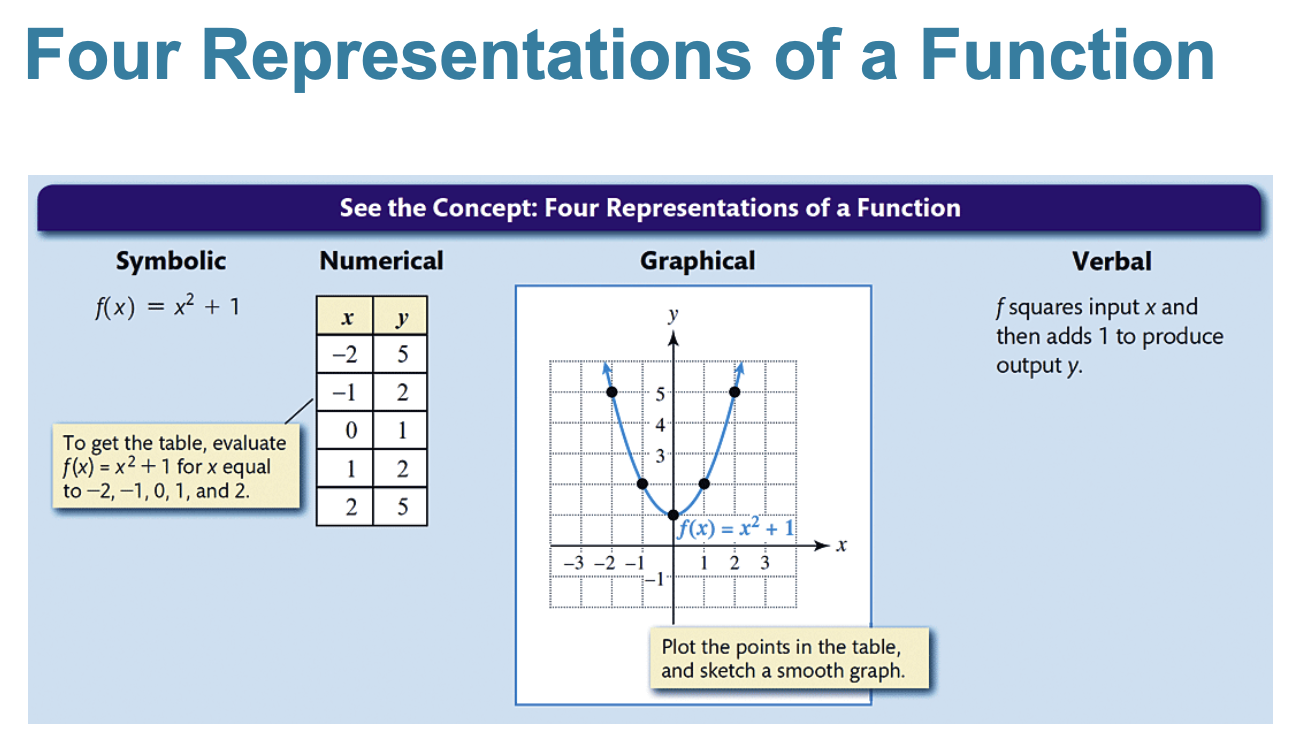 Four Representations of a Function
See the Concept: Four Representations of a Function
Symbolic
f(x) = x² + 1
To get the table, evaluate
f(x) = x² + 1 for x equal
to −2, −1, 0, 1, and 2.
Numerical
x y
−2 5
−1 2
0 1
1 2
2 5
Graphical
y
5
4
3
f(x) = x² + 1
x
−3 −2 −1 1 2 3
−1
Plot the points in the table,
and sketch a smooth graph.
Verbal
f squares input x and
then adds 1 to produce
output y.